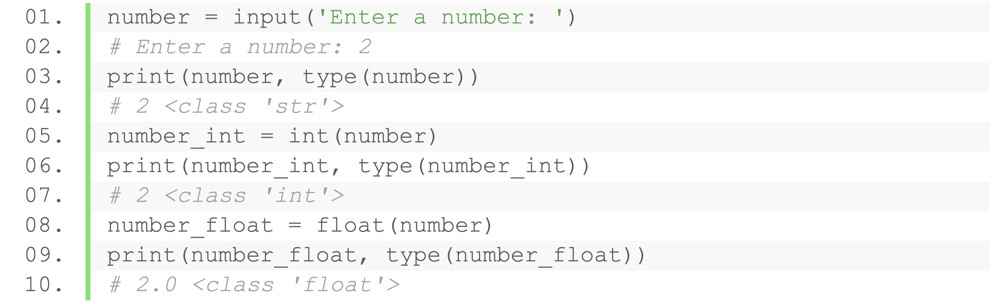 01. number = input('Enter a number: ')
02. # Enter a number: 2
03. print(number, type(number))
04. # 2 <class 'str'>
05. number_int = int(number)
06. print(number_int, type(number_int))
07. # 2 <class 'int'>
08. number_float = float(number)
09. print(number_float, type(number_float))
10. # 2.0 <class 'float'>